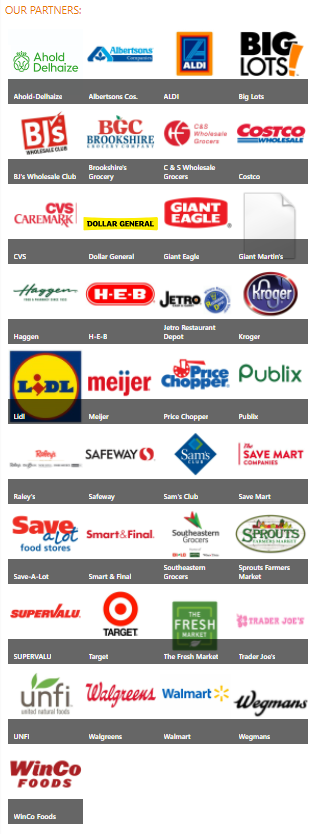 OUR PARTNERS:
Ahold Delhaize
Albertsons Companies
ALDI
BIG LOTS!
Ahold-Delhaize
Albertsons Cos.
ALDI
Big Lots
BJ's WHOLESALE CLUB
BGC BROOKSHIRE GROCERY COMPANY
C&S Wholesale Grocers
COSTCO WHOLESALE
BJ's Wholesale Club
Brookshire's Grocery
C & S Wholesale Grocers
Costco
CVS CAREMARK
DOLLAR GENERAL
GIANT EAGLE
CVS
Dollar General
Giant Eagle
Giant Martin's
Haggen
H-E-B
JETRO
Kroger
Haggen
H-E-B
Jetro Restaurant Depot
Kroger
LIDL
meijer
Price Chopper
Publix
Lidl
Meijer
Price Chopper
Publix
Raley's
SAFEWAY
Sam's CLUB
The SAVE MART COMPANIES
Raley's
Safeway
Sam's Club
Save Mart
Save a lot food stores
Smart&Final.
Southeastern Grocers
SPROUTS FARMERS MARKET
Save-A-Lot
Smart & Final
Southeastern Grocers
Sprouts Farmers Market
SUPERVALU
TARGET
THE FRESH MARKET
TRADER JOE'S
SUPERVALU
Target
The Fresh Market
Trader Joe's
unfi united natural foods
Walgreens
Walmart
Wegmans
UNFI
Walgreens
Walmart
Wegmans
WinCo FOODS
WinCo Foods